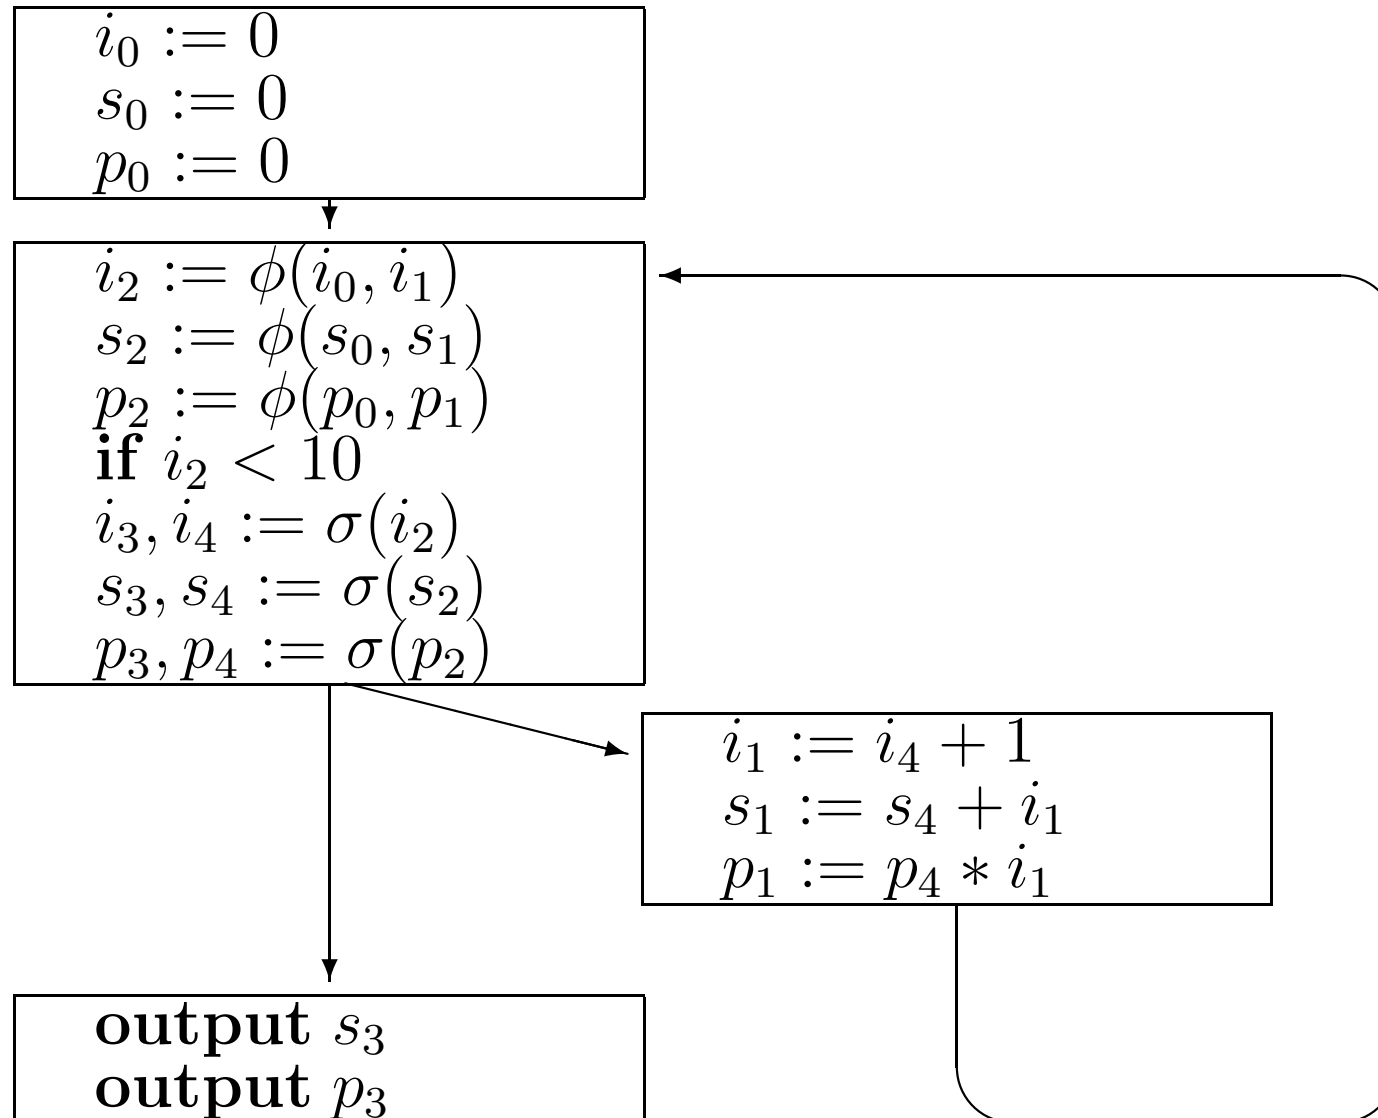 i₀ := 0
s₀ := 0
p₀ := 0
i₂ := ϕ(i₀, i₁)
s₂ := ϕ(s₀, s₁)
p₂ := ϕ(p₀, p₁)
if i₂ < 10
i₃, i₄ := σ(i₂)
s₃, s₄ := σ(s₂)
p₃, p₄ := σ(p₂)
i₁ := i₄ + 1
s₁ := s₄ + i₁
p₁ := p₄ * i₁
output s₃
output p₃